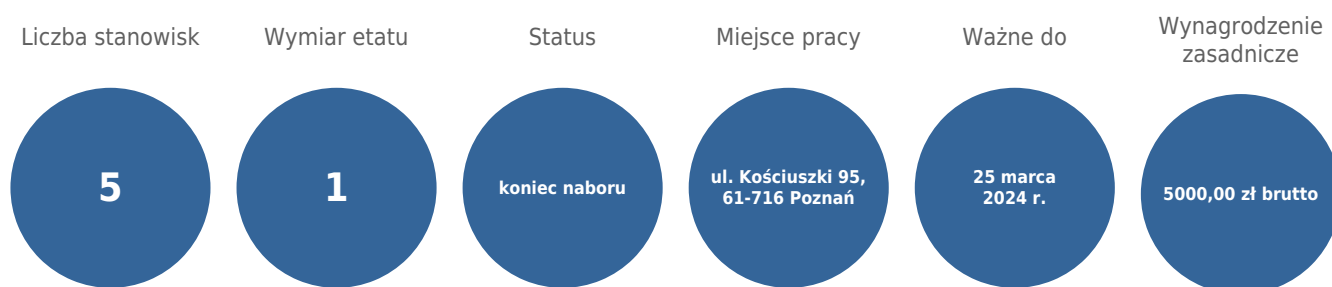 Liczba stanowisk
5
Wymiar etatu
1
Status
koniec naboru
Miejsce pracy
ul. Kościuszki 95,
61-716 Poznań
Ważne do
25 marca
2024 r.
Wynagrodzenie
zasadnicze
5000,00 zł brutto